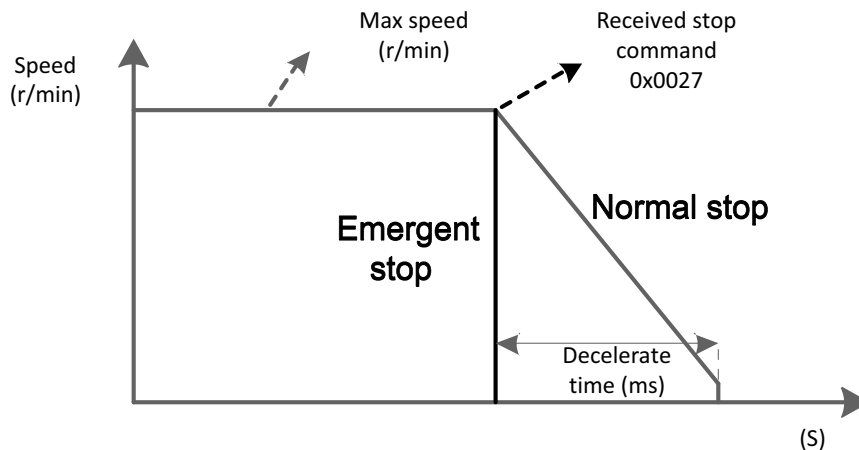 Speed
(r/min)
Max speed
(r/min)
Received stop
command
0x0027
Emergent
stop
Normal stop
Decelerate
time (ms)
(S)